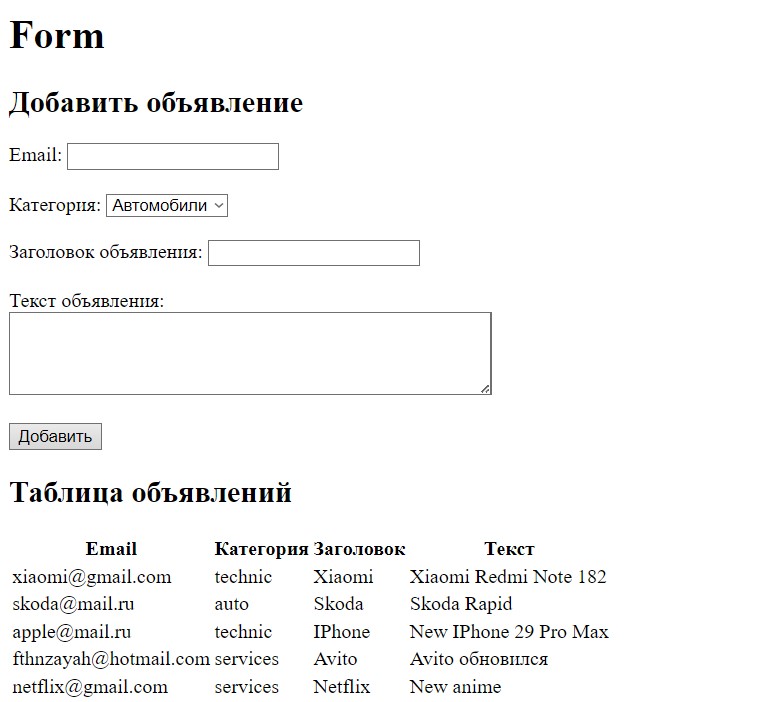 Form
Добавить объявление
Email:
Категория: Автомобили
Заголовок объявления:
Текст объявления:
Добавить
Таблица объявлений
Email Категория Заголовок Текст
xiaomi@gmail.com technic Xiaomi Xiaomi Redmi Note 182
skoda@mail.ru auto Skoda Skoda Rapid
apple@mail.ru technic IPhone New IPhone 29 Pro Max
fthnzayah@hotmail.com services Avito Avito обновился
netflix@gmail.com services Netflix New anime